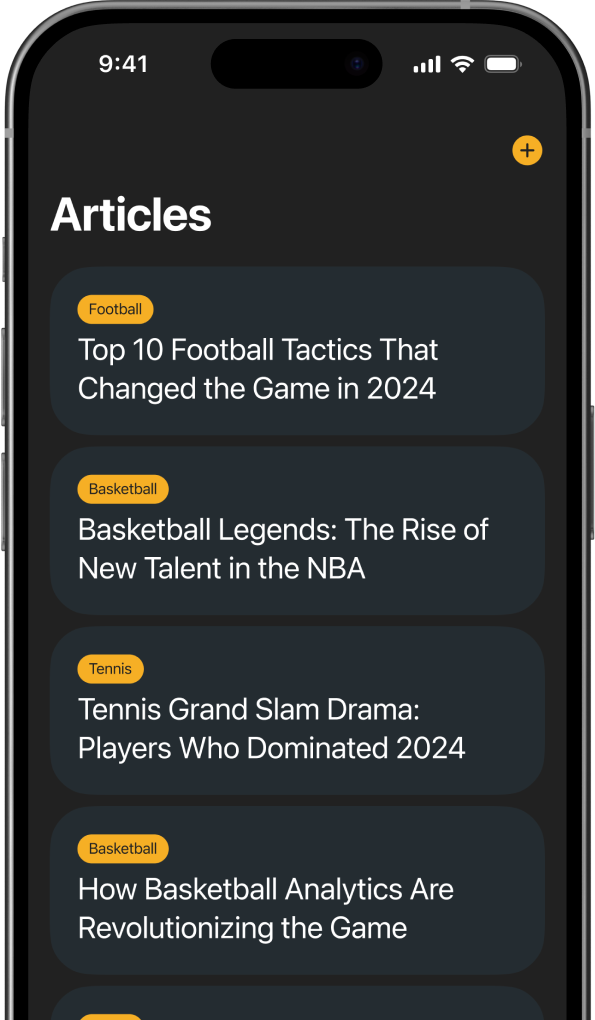 9:41
Articles
Football
Top 10 Football Tactics That
Changed the Game in 2024
Basketball
Basketball Legends: The Rise of
New Talent in the NBA
Tennis
Tennis Grand Slam Drama:
Players Who Dominated 2024
Basketball
How Basketball Analytics Are
Revolutionizing the Game